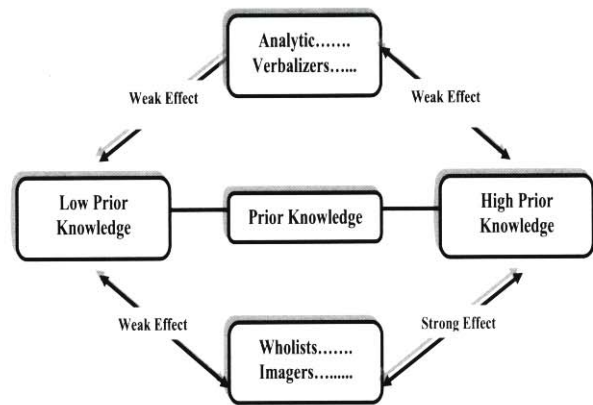 Analytic…….
Verbalizers…...
Weak Effect
Weak Effect
Low Prior
Knowledge
Prior Knowledge
High Prior
Knowledge
Weak Effect
Strong Effect
Wholists…….
Imagers….....